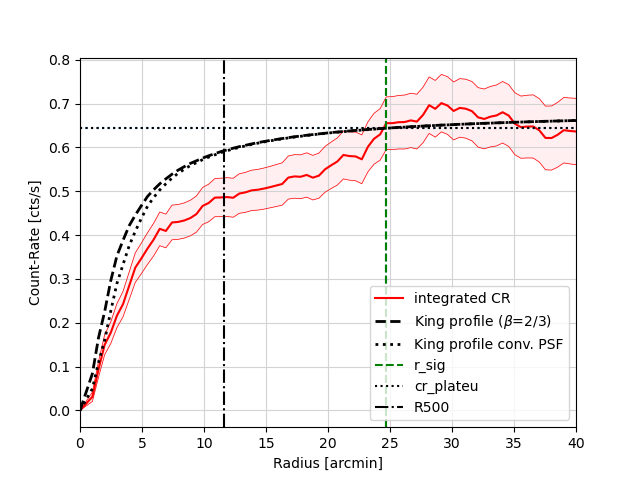 0.8
0.7
0.6
0.5
0.4
0.3
0.2
0.1
0.0
Count-Rate [cts/s]
integrated CR
King profile (β=2/3)
King profile conv. PSF
r_sig
cr_plateu
R500
0 5 10 15 20 25 30 35 40
Radius [arcmin]